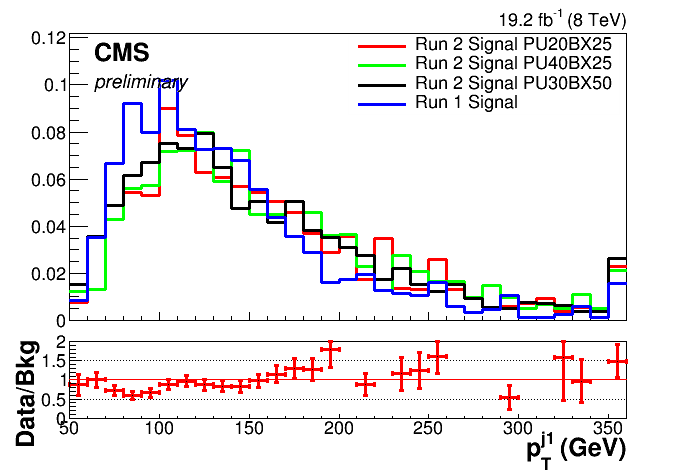 19.2 fb-1 (8 TeV)
0.12
CMS
Run 2 Signal PU20BX25
preliminary
Run 2 Signal PU40BX25
0.1
Run 2 Signal PU30BX50
Run 1 Signal
0.08
0.06
0.04
0.02
0
2
1.5
1
0.5
0
Data/Bkg
50 100 150 200 250 300 350
pTj1 (GeV)